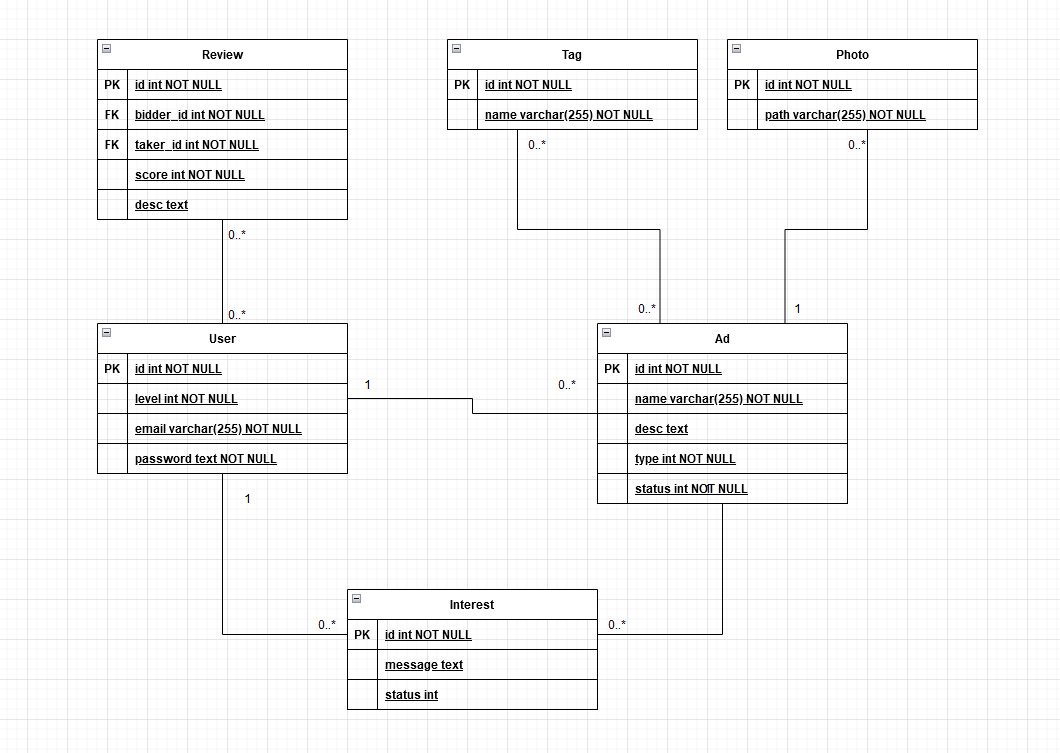 Review
PK id int NOT NULL
FK bidder_id int NOT NULL
FK taker_id int NOT NULL
score int NOT NULL
desc text
Tag
PK id int NOT NULL
name varchar(255) NOT NULL
Photo
PK id int NOT NULL
path varchar(255) NOT NULL
0..*
0..*
0..*
0..*
0..*
1
User
PK id int NOT NULL
level int NOT NULL
email varchar(255) NOT NULL
password text NOT NULL
1
0..*
Ad
PK id int NOT NULL
name varchar(255) NOT NULL
desc text
type int NOT NULL
status int NOT NULL
1
1
0..*
0..*
Interest
PK id int NOT NULL
message text
status int